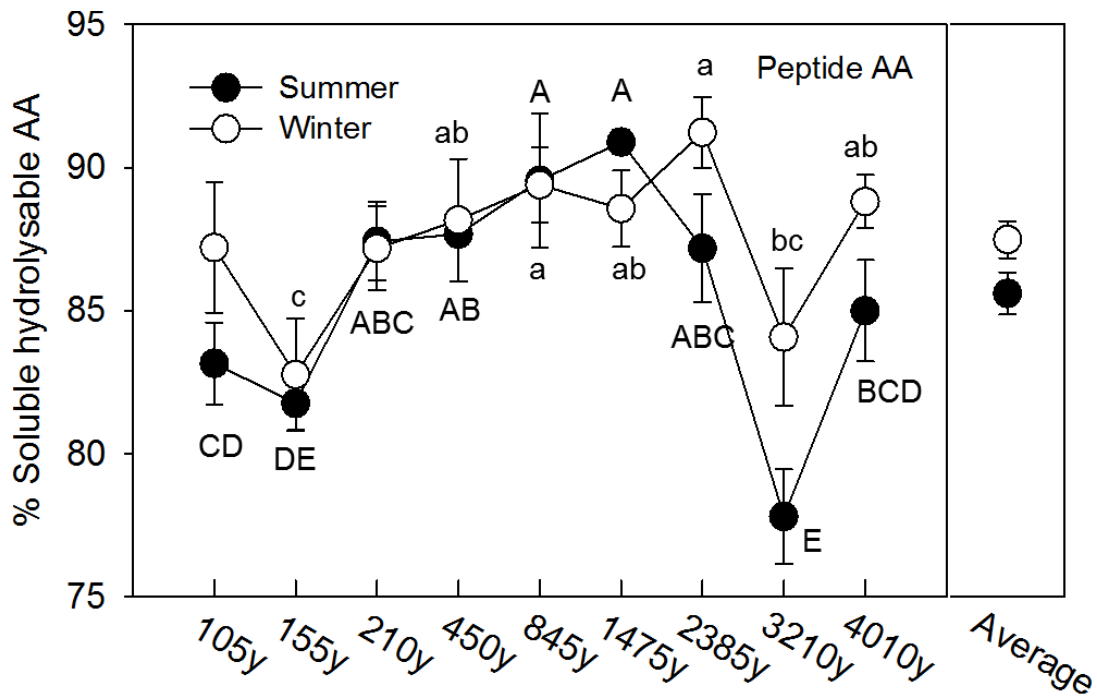 95
90
85
80
75
% Soluble hydrolysable AA
Summer
Winter
Peptide AA
a
A
A
ab
ab
bc
c
a
ab
ABC
AB
ABC
BCD
CD
DE
E
105y
155y
210y
450y
845y
1475y
2385y
3210y
4010y
Average